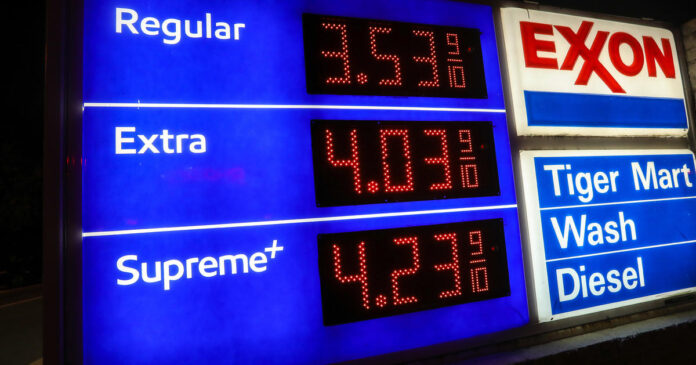 Regular 3.53 9/10
Extra 4.03 9/10
Supreme+ 4.23 9/10
EXXON
Tiger Mart
Wash
Diesel